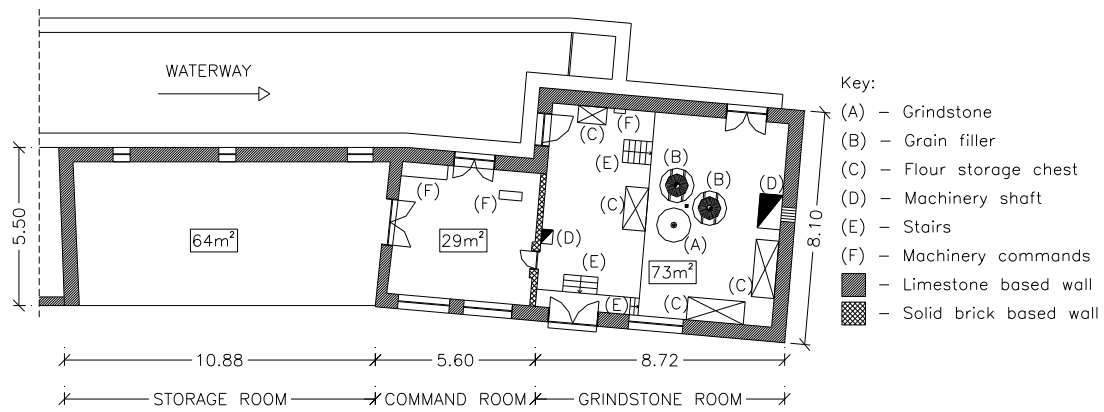 WATERWAY
Key:
(A) – Grindstone
(B) – Grain filler
(C) – Flour storage chest
(D) – Machinery shaft
(E) – Stairs
(F) – Machinery commands
Limestone based wall
– Solid brick based wall
(C)
(F)
(E)
(B)
(B)
(D)
(F)
(F)
(C)
(A)
(D)
(E)
(C)
(E)
(C)
64m²
29m²
73m²
5.50
8.10
10.88
5.60
8.72
STORAGE ROOM
COMMAND ROOM
GRINDSTONE ROOM